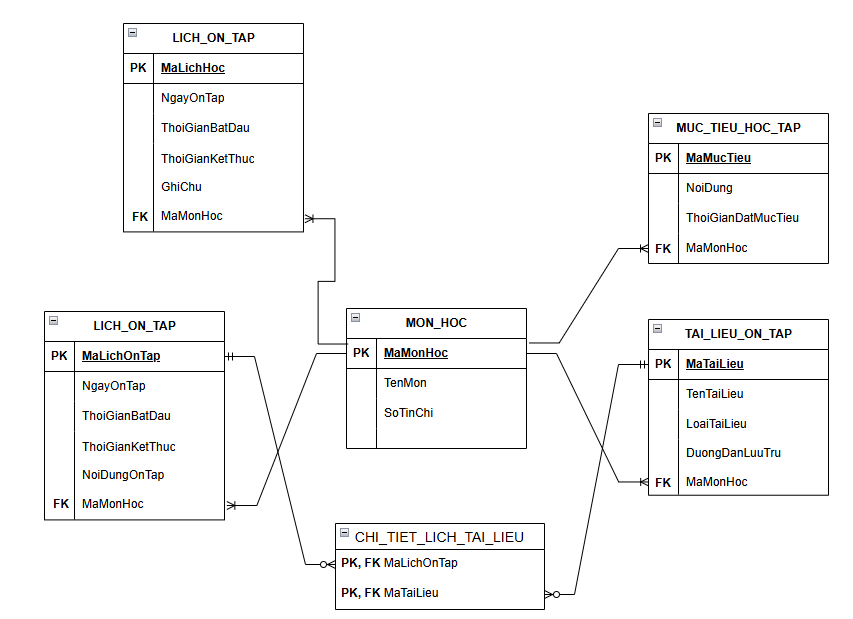 LICH_ON_TAP
PK MaLichHoc
NgayOnTap
ThoiGianBatDau
ThoiGianKetThuc
GhiChu
FK MaMonHoc
MUC_TIEU_HOC_TAP
PK MaMucTieu
NoiDung
ThoiGianDatMucTieu
FK MaMonHoc
LICH_ON_TAP
PK MaLichOnTap
NgayOnTap
ThoiGianBatDau
ThoiGianKetThuc
NoiDungOnTap
FK MaMonHoc
MON_HOC
PK MaMonHoc
TenMon
SoTinChi
TAI_LIEU_ON_TAP
PK MaTaiLieu
TenTaiLieu
LoaiTaiLieu
DuongDanLuuTru
FK MaMonHoc
CHI_TIET_LICH_TAI_LIEU
PK, FK MaLichOnTap
PK, FK MaTaiLieu